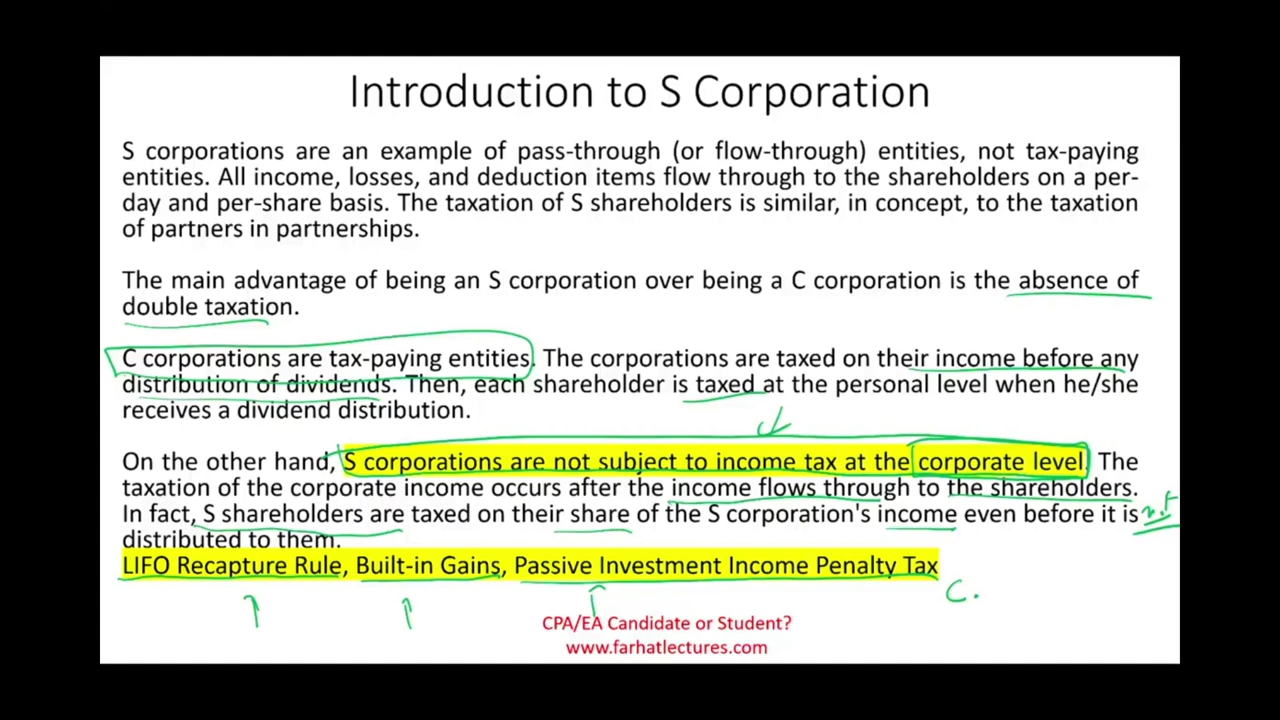 Introduction to S Corporation
S corporations are an example of pass-through (or flow-through) entities, not tax-paying
entities. All income, losses, and deduction items flow through to the shareholders on a per-
day and per-share basis. The taxation of S shareholders is similar, in concept, to the taxation
of partners in partnerships.
The main advantage of being an S corporation over being a C corporation is the absence of
double taxation.
C corporations are tax-paying entities. The corporations are taxed on their income before any
distribution of dividends. Then, each shareholder is taxed at the personal level when he/she
receives a dividend distribution.
On the other hand, S corporations are not subject to income tax at the corporate level. The
taxation of the corporate income occurs after the income flows through to the shareholders.
In fact, S shareholders are taxed on their share of the S corporation's income even before it is
distributed to them.
LIFO Recapture Rule, Built-in Gains, Passive Investment Income Penalty Tax
C.
CPA/EA Candidate or Student?
www.farhatlectures.com